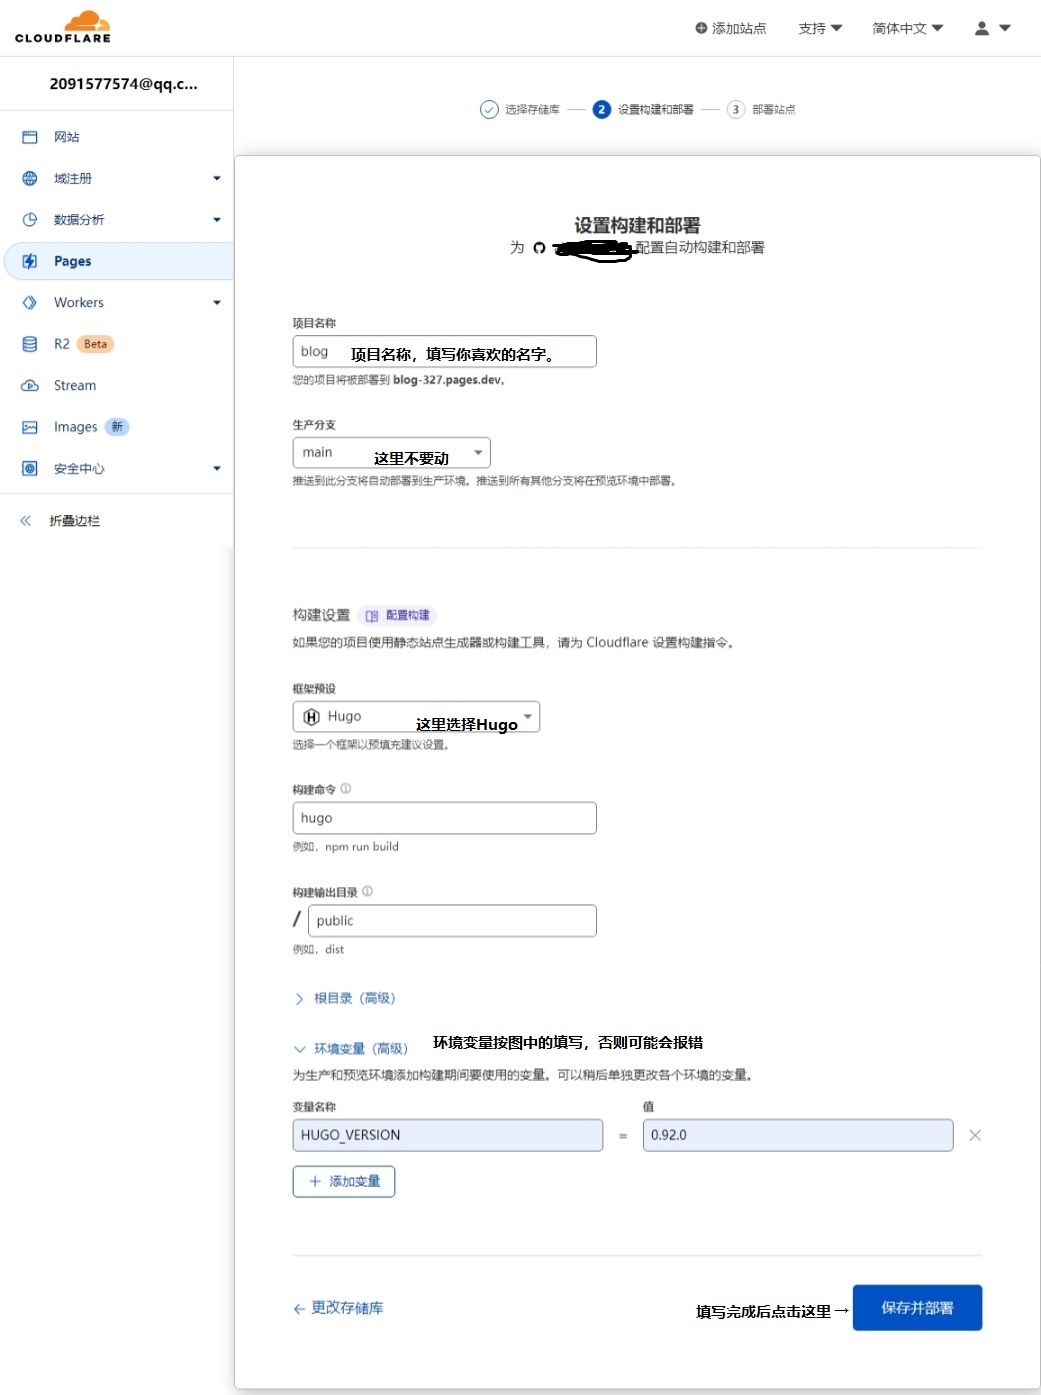 CLOUDFLARE
添加站点
支持
简体中文
2091577574@qq.c...
网站
域注册
数据分析
Pages
Workers
R2 Beta
Stream
Images 新
安全中心
折叠边栏
选择存储库
2 设置构建和部署
3 部署站点
设置构建和部署
为 配置自动构建和部署
项目名称
blog 项目名称，填写你喜欢的名字。
您的项目将被部署到 blog-327.pages.dev。
生产分支
main 这里不要动
推送到此分支将自动部署到生产环境。推送到所有其他分支将在预览环境中部署。
构建设置 配置构建
如果您的项目使用静态站点生成器或构建工具，请为 Cloudflare 设置构建指令。
框架预设
Hugo 这里选择Hugo
选择一个框架以预填充建议设置。
构建命令
hugo
例如，npm run build
构建输出目录
/ public
例如，dist
根目录（高级）
环境变量（高级） 环境变量按图中的填写，否则可能会报错
为生产和预览环境添加构建期间要使用的变量。可以稍后单独更改各个环境的变量。
变量名称 值
HUGO_VERSION = 0.92.0
+ 添加变量
← 更改存储库
填写完成后点击这里→ 保存并部署